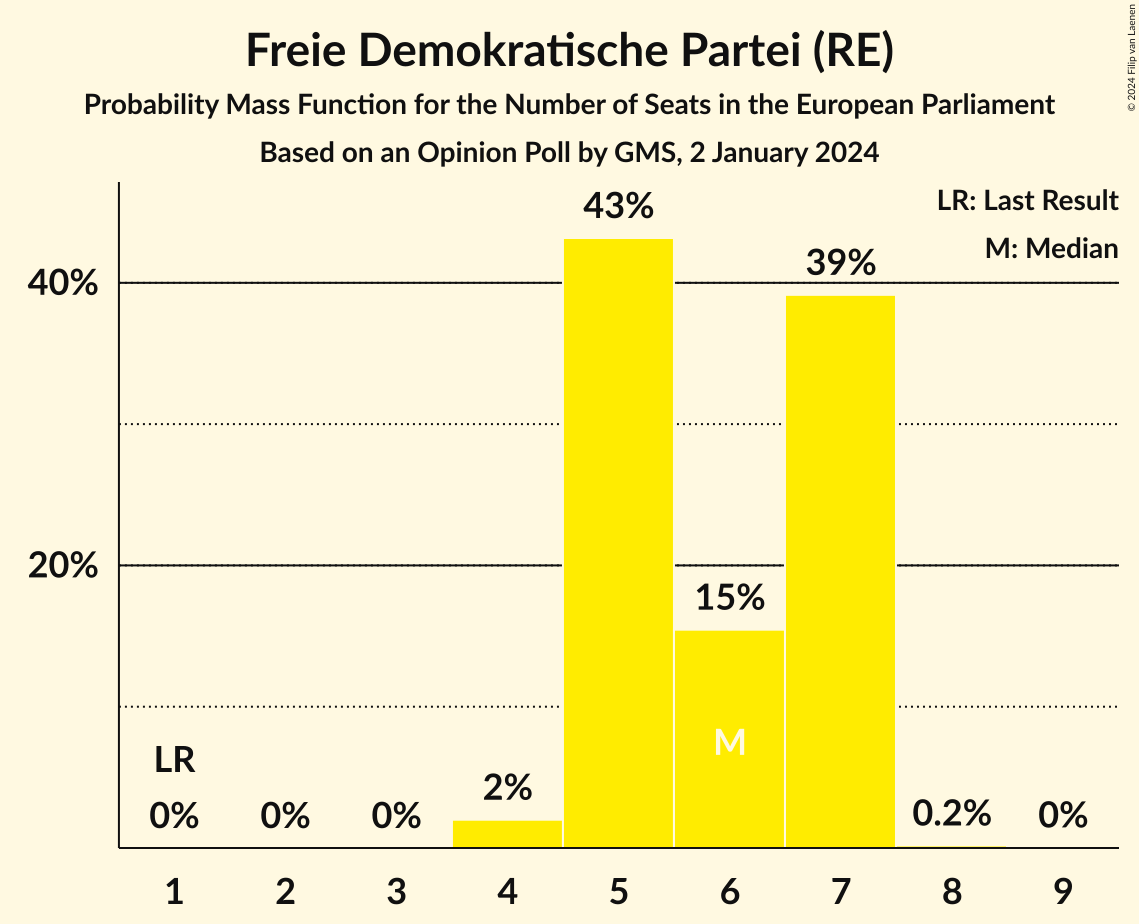 Freie Demokratische Partei (RE)
Probability Mass Function for the Number of Seats in the European Parliament
Based on an Opinion Poll by GMS, 2 January 2024
© 2024 Filip van Laenen
LR: Last Result
M: Median
43%
39%
40%
20%
15%
M
LR
0%
0%
0%
2%
0.2%
0%
1 2 3 4 5 6 7 8 9